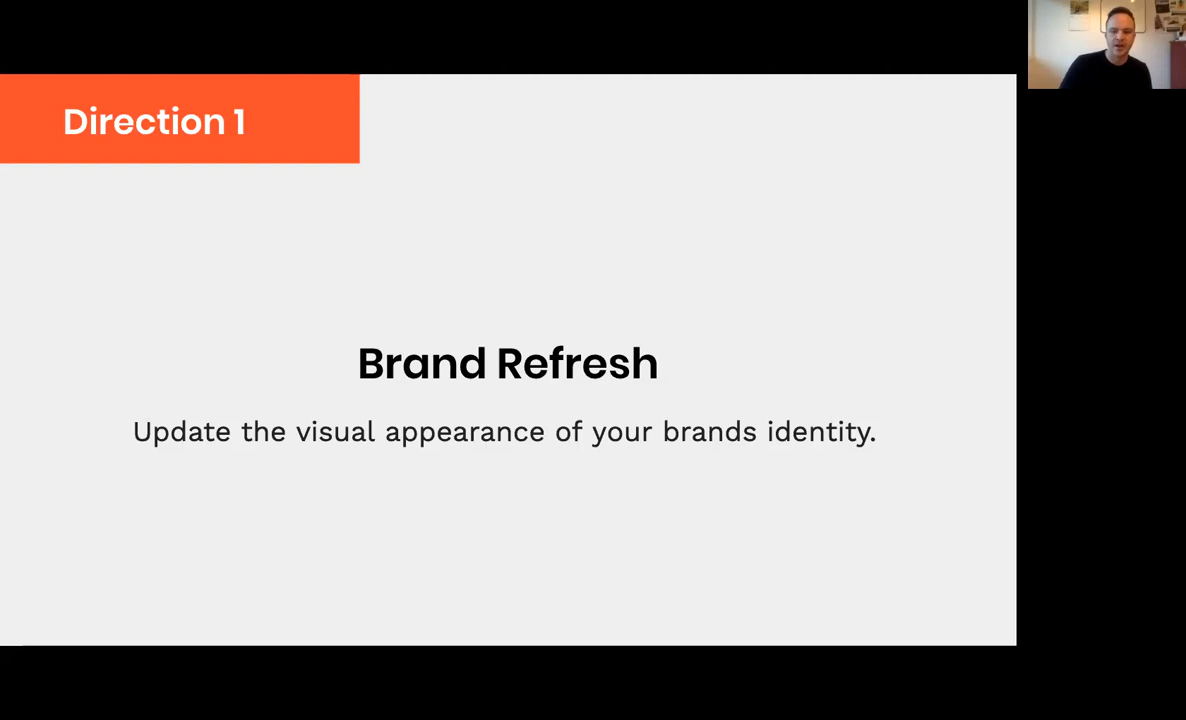 Direction 1
Brand Refresh
Update the visual appearance of your brands identity.